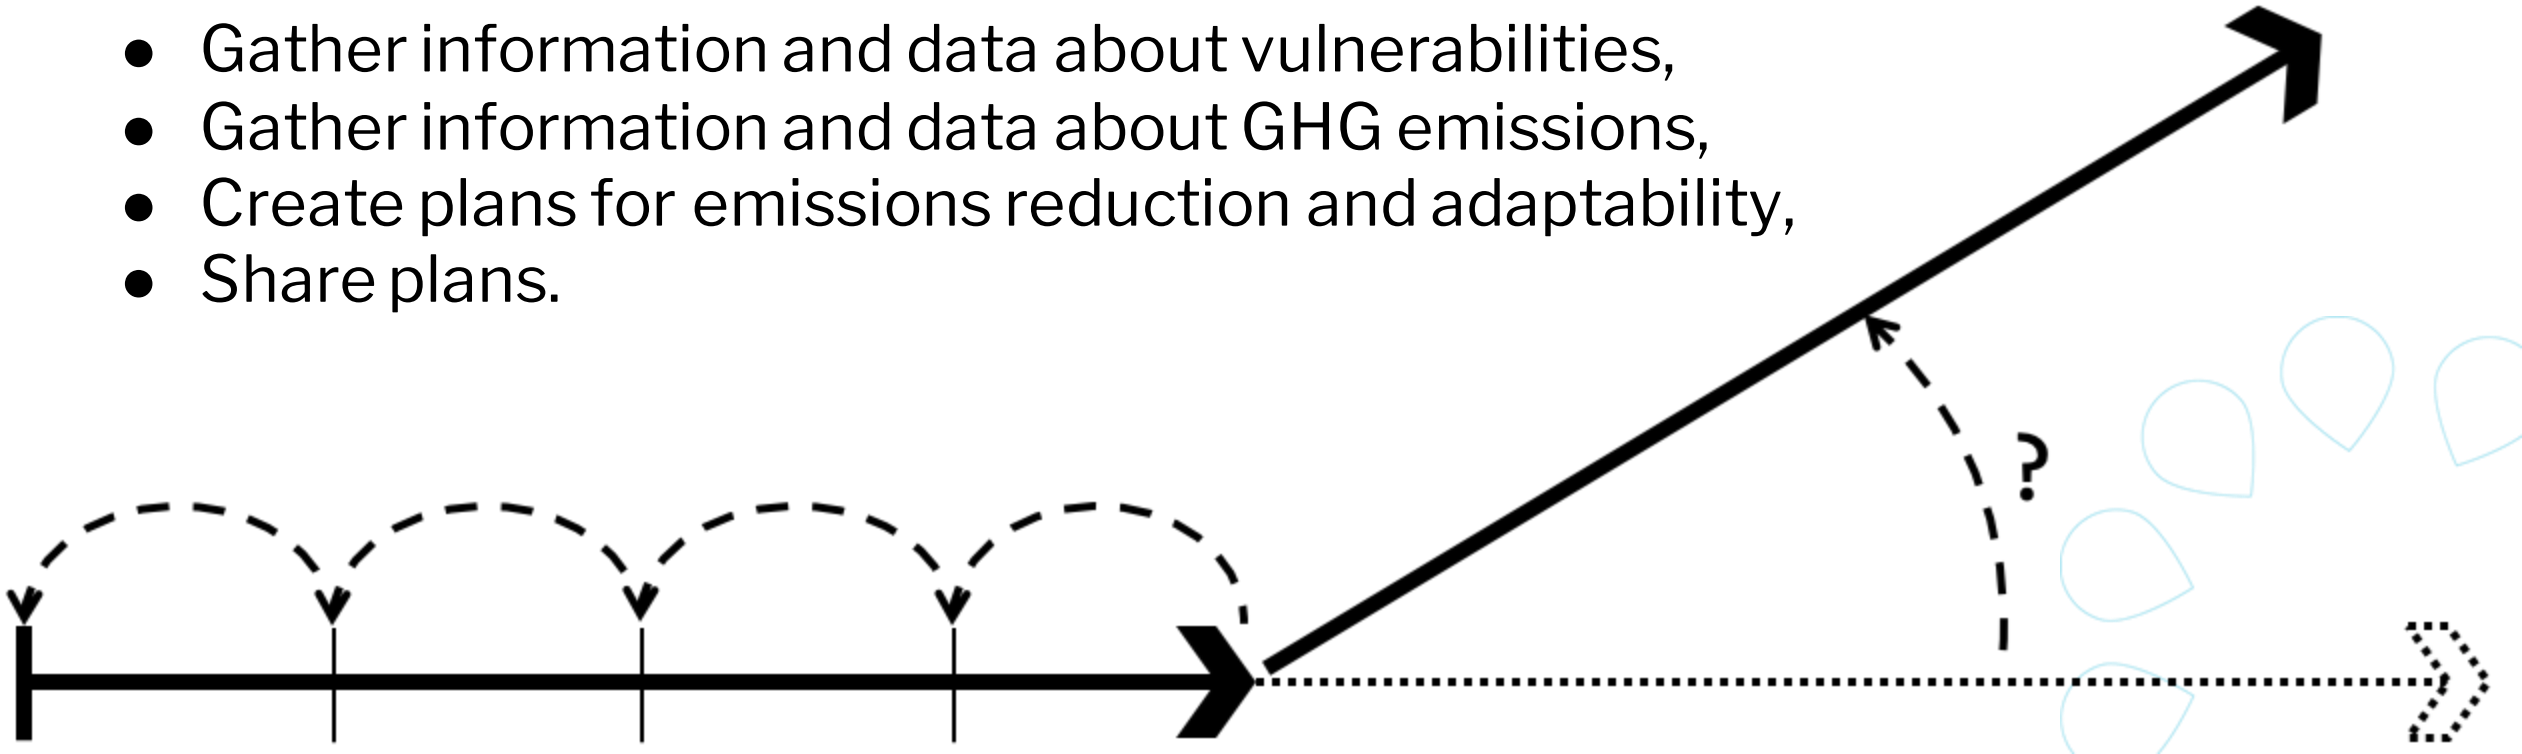 ● Gather information and data about vulnerabilities,
● Gather information and data about GHG emissions,
● Create plans for emissions reduction and adaptability,
● Share plans.
?